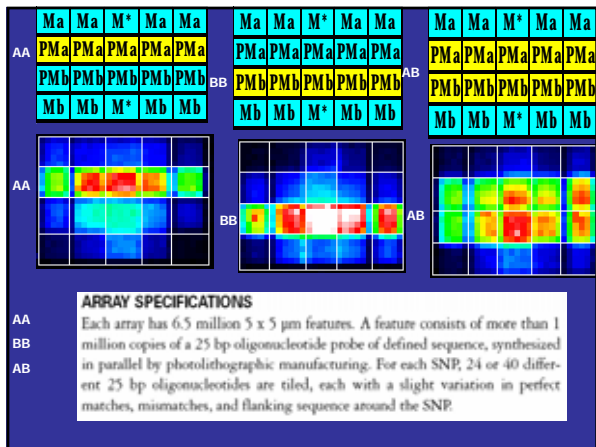 Ma Ma M* Ma Ma
AA PMa PMa PMa PMa PMa
PMb PMb PMb PMb PMb
Mb Mb M* Mb Mb
Ma Ma M* Ma Ma
PMa PMa PMa PMa PMa
BB PMb PMb PMb PMb PMb
Mb Mb M* Mb Mb
Ma Ma M* Ma Ma
PMa PMa PMa PMa PMa
AB PMb PMb PMb PMb PMb
Mb Mb M* Mb Mb
AA
BB
AB
AA
BB
AB
ARRAY SPECIFICATIONS
Each array has 6.5 million 5 x 5 µm features. A feature consists of more than 1
million copies of a 25 bp oligonucleotide probe of defined sequence, synthesized
in parallel by photolithographic manufacturing. For each SNP, 24 or 40 differ-
ent 25 bp oligonucleotides are tiled, each with a slight variation in perfect
matches, mismatches, and flanking sequence around the SNP.